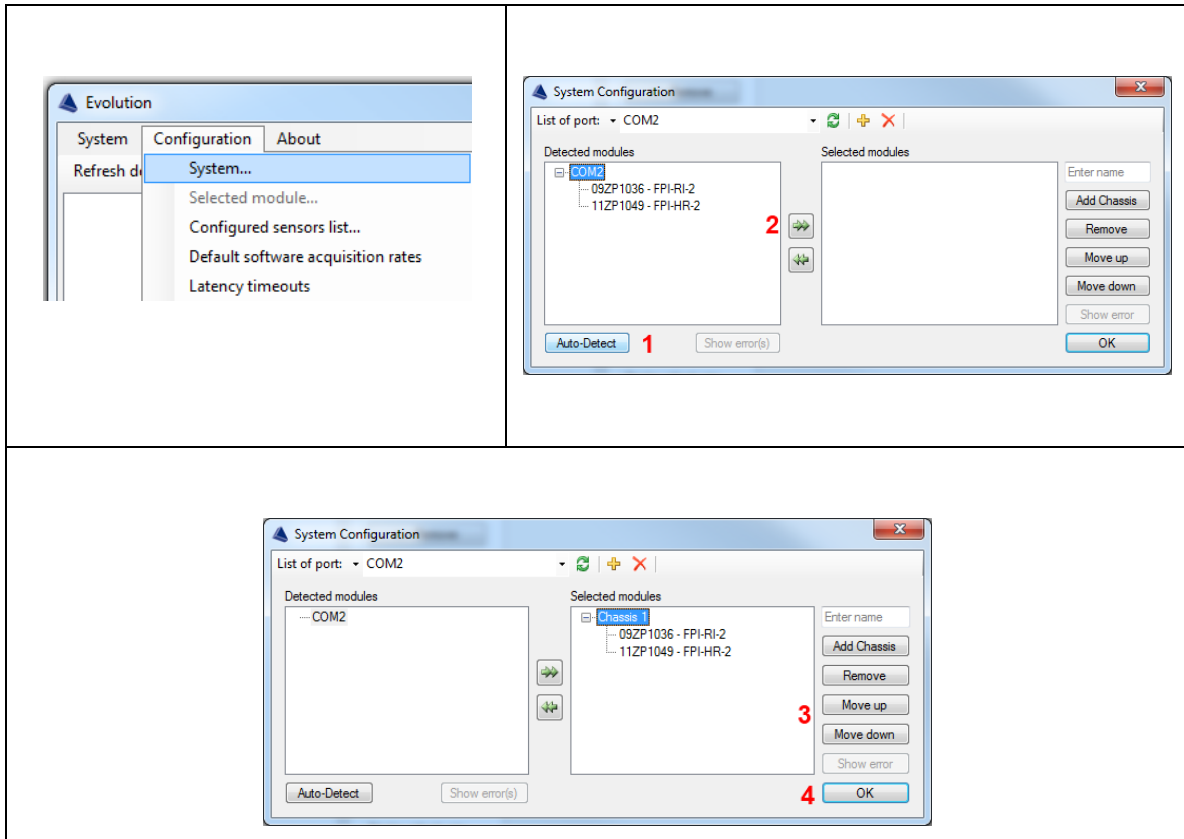 Evolution
System Configuration About
Refresh d
System...
Selected module...
Configured sensors list...
Default software acquisition rates
Latency timeouts
System Configuration
List of port: COM2
Detected modules Selected modules
COM2
09ZP1036 - FPI-RI-2
11ZP1049 - FPI-HR-2
2
Enter name
Add Chassis
Remove
Move up
Move down
Show error
Auto-Detect 1 Show error(s) OK
System Configuration
List of port: COM2
Detected modules Selected modules
COM2
Chassis 1
09ZP1036 - FPI-RI-2
11ZP1049 - FPI-HR-2
Enter name
Add Chassis
Remove
Move up
3
Move down
Show error
Auto-Detect Show error(s) 4 OK